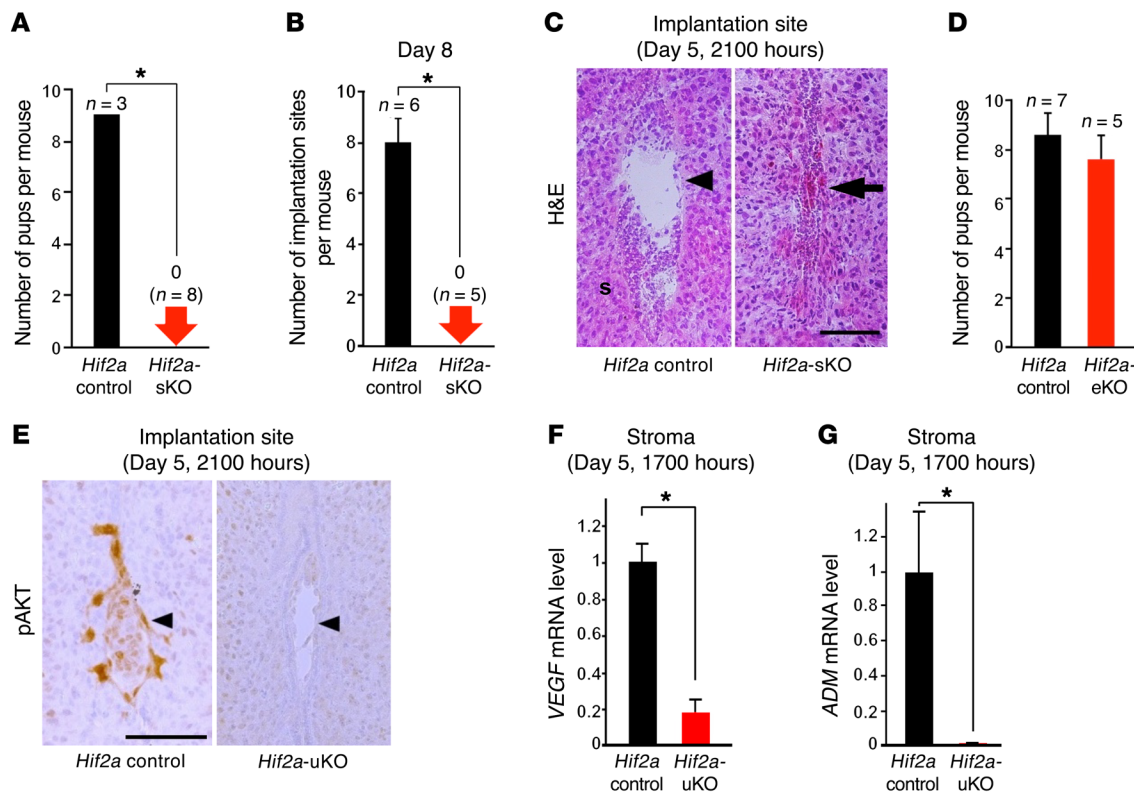 A
Number of pups per mouse
10
8
6
4
2
0
*
n = 3
0
(n = 8)
Hif2a
control
Hif2a-
sKO
B
Day 8
Number of implantation sites
per mouse
10
8
6
4
2
0
*
n = 6
0
(n = 5)
Hif2a
control
Hif2a-
sKO
C
Implantation site
(Day 5, 2100 hours)
H&E
s
Hif2a control
Hif2a-sKO
D
Number of pups per mouse
10
8
6
4
2
0
n = 7
n = 5
Hif2a
control
Hif2a-
eKO
E
Implantation site
(Day 5, 2100 hours)
pAKT
Hif2a control
Hif2a-uKO
F
Stroma
(Day 5, 1700 hours)
VEGF mRNA level
1.2
1
0.8
0.6
0.4
0.2
0
*
Hif2a
control
Hif2a-
uKO
G
Stroma
(Day 5, 1700 hours)
ADM mRNA level
1.2
1
0.8
0.6
0.4
0.2
0
*
Hif2a
control
Hif2a-
uKO